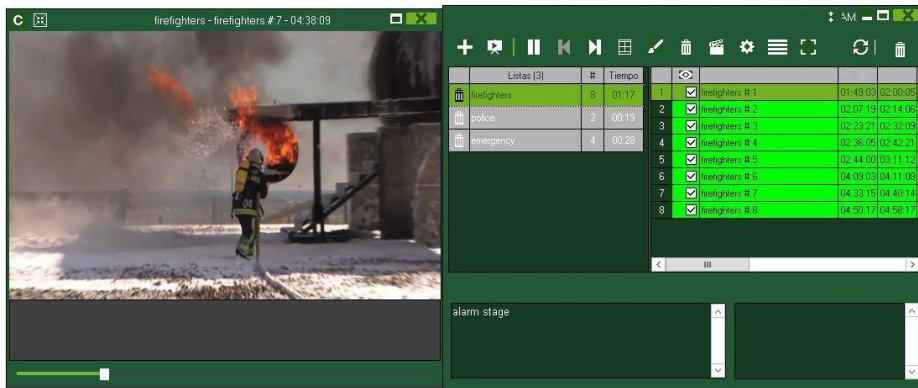 C firefighters - firefighters #:7 - 04:38:09
AM
Listas (3) # Tiempo
firefighters 8 01:17
police 2 00:19
emergency 4 00:28
1 firefighters #:1 01:49:03 02:00:05
2 firefighters #:2 02:07:19 02:14:06
3 firefighters #:3 02:23:21 02:32:09
4 firefighters #:4 02:36:05 02:42:21
5 firefighters #:5 02:44:00 03:11:12
6 firefighters #:6 04:09:03 04:11:08
7 firefighters #:7 04:33:15 04:40:14
8 firefighters #:8 04:50:17 04:58:17
04
alarm stage